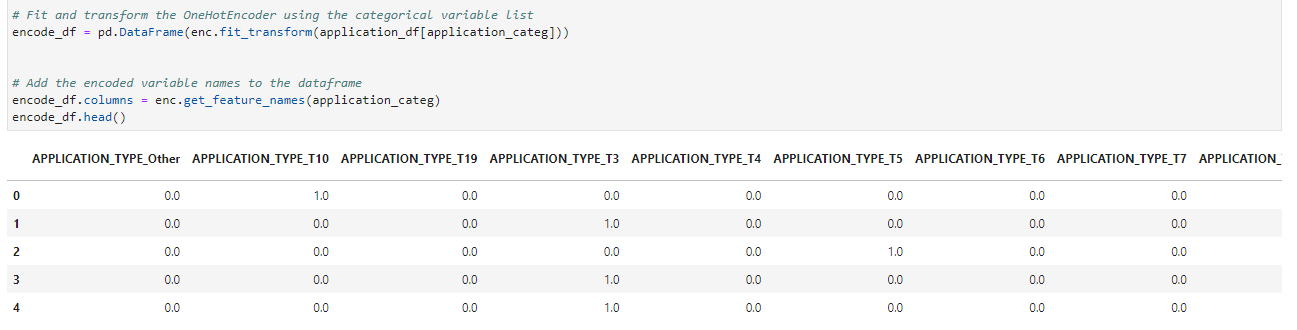 # Fit and transform the OneHotEncoder using the categorical variable list
encode_df = pd.DataFrame(enc.fit_transform(application_df[application_categ]))
# Add the encoded variable names to the dataframe
encode_df.columns = enc.get_feature_names(application_categ)
encode_df.head()
APPLICATION_TYPE_Other APPLICATION_TYPE_T10 APPLICATION_TYPE_T19 APPLICATION_TYPE_T3 APPLICATION_TYPE_T4 APPLICATION_TYPE_T5 APPLICATION_TYPE_T6 APPLICATION_TYPE_T7 APPLICATION_
0 0.0 1.0 0.0 0.0 0.0 0.0 0.0 0.0
1 0.0 0.0 0.0 1.0 0.0 0.0 0.0 0.0
2 0.0 0.0 0.0 0.0 0.0 1.0 0.0 0.0
3 0.0 0.0 0.0 1.0 0.0 0.0 0.0 0.0
4 0.0 0.0 0.0 1.0 0.0 0.0 0.0 0.0